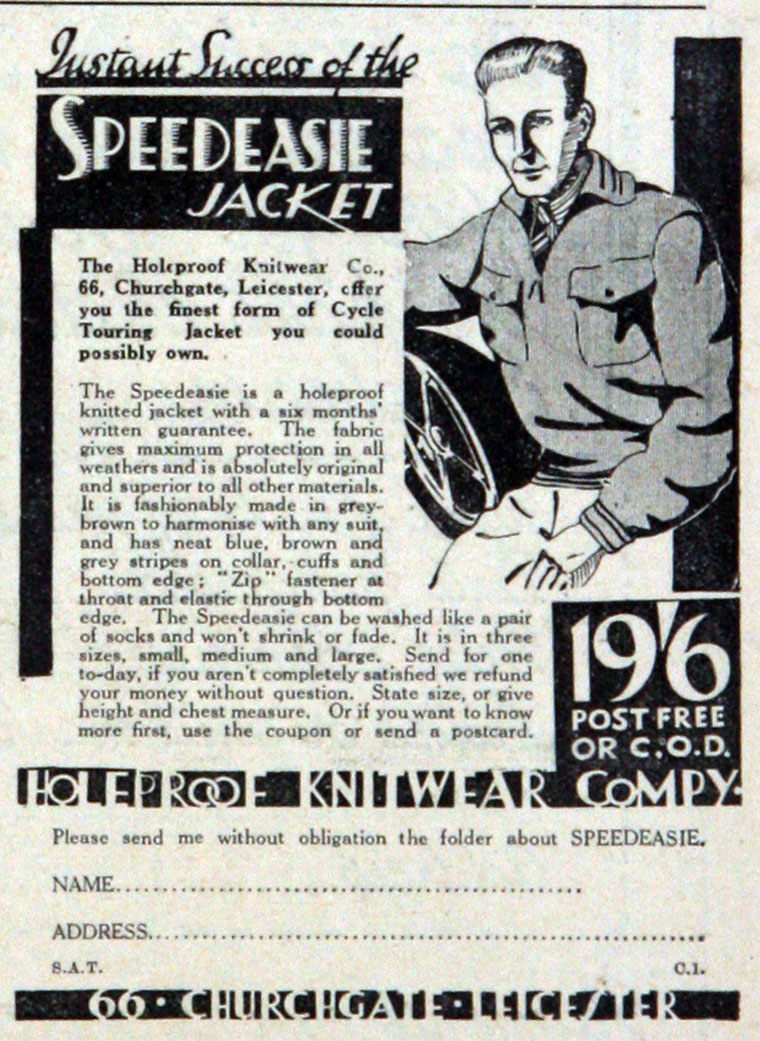 Instant Success of the
SPEEDEASIE
JACKET
The Holeproof Knitwear Co.,
66, Churchgate, Leicester, offer
you the finest form of Cycle
Touring Jacket you could
possibly own.
The Speedeasie is a holeproof
knitted jacket with a six months'
written guarantee. The fabric
gives maximum protection in all
weathers and is absolutely original
and superior to all other materials.
It is fashionably made in grey-
brown to harmonise with any suit,
and has neat blue, brown and
grey stripes on collar, cuffs and
bottom edge; "Zip" fastener at
throat and elastic through bottom
edge. The Speedeasie can be washed like a pair
of socks and won't shrink or fade. It is in three
sizes, small, medium and large. Send for one
to-day, if you aren't completely satisfied we refund
your money without question. State size, or give
height and chest measure. Or if you want to know
more first, use the coupon or send a postcard.
19'6
POST FREE
OR C.O.D.
HOLEPROOF KNITWEAR COMPY.
Please send me without obligation the folder about SPEEDEASIE.
NAME...............................................
ADDRESS...............................................
S.A.T. C.1.
66 · CHURCHGATE · LEICESTER